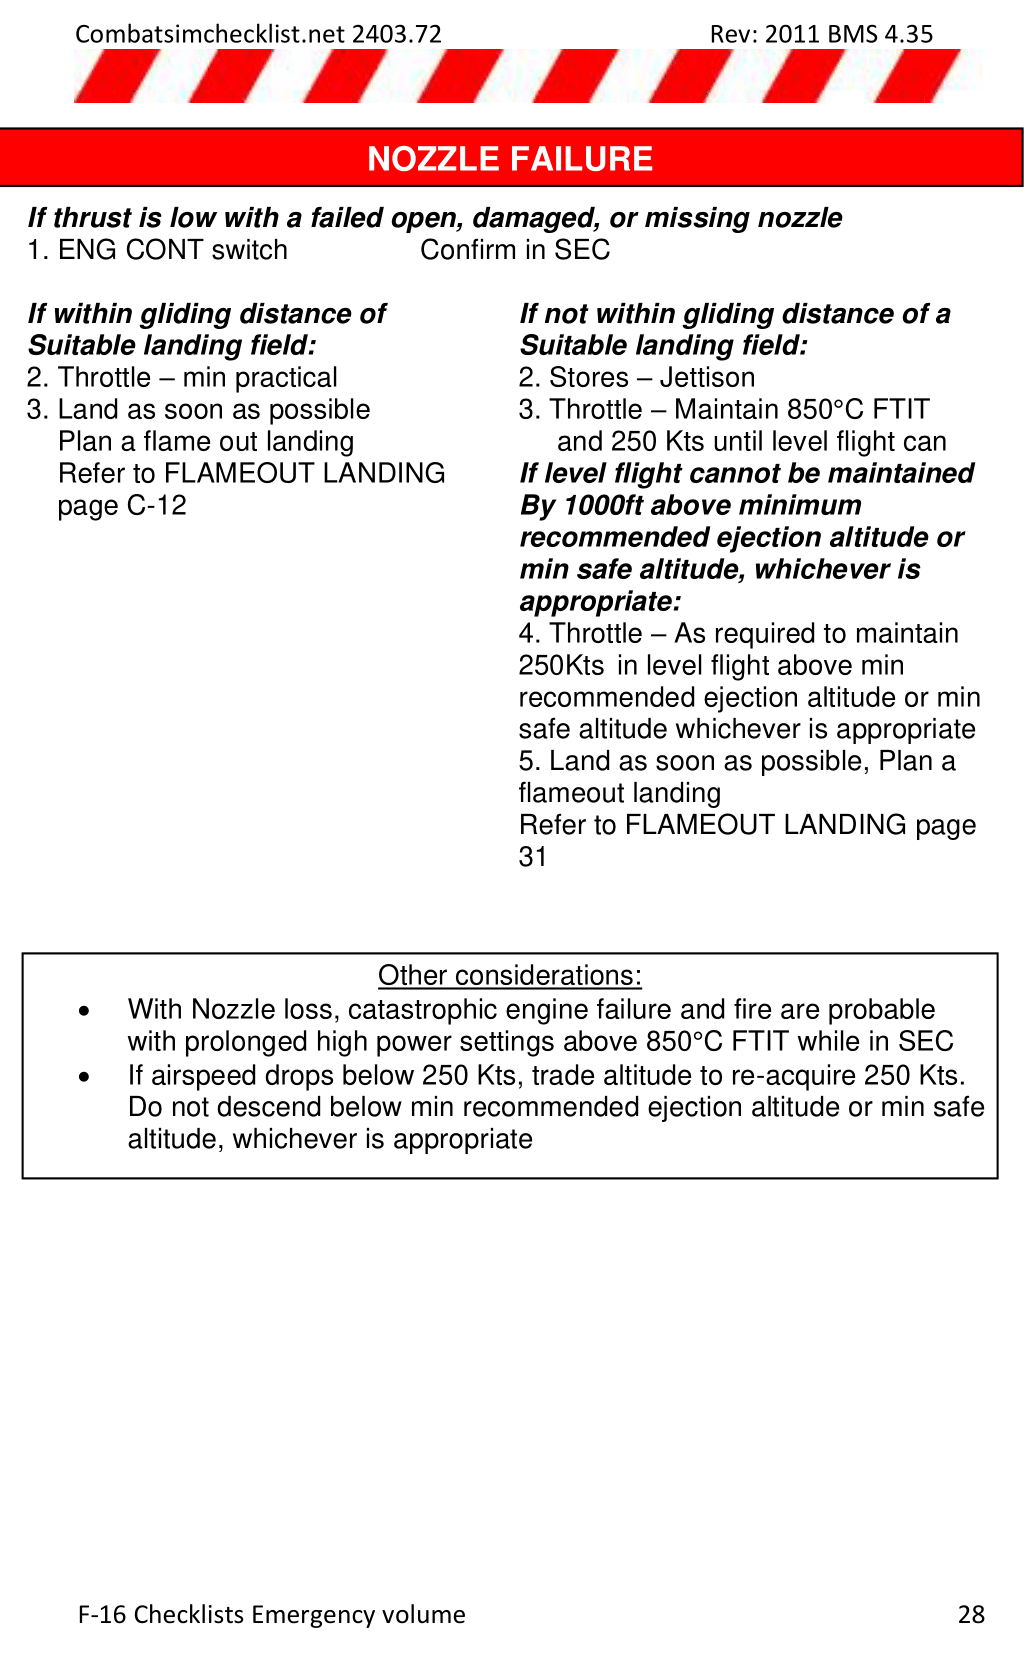 Combatsimchecklist.net 2403.72 Rev: 2011 BMS 4.35
NOZZLE FAILURE
If thrust is low with a failed open, damaged, or missing nozzle
1. ENG CONT switch Confirm in SEC
If within gliding distance of
Suitable landing field:
2. Throttle – min practical
3. Land as soon as possible
Plan a flame out landing
Refer to FLAMEOUT LANDING
page C-12
If not within gliding distance of a
Suitable landing field:
2. Stores – Jettison
3. Throttle – Maintain 850°C FTIT
and 250 Kts until level flight can
If level flight cannot be maintained
By 1000ft above minimum
recommended ejection altitude or
min safe altitude, whichever is
appropriate:
4. Throttle – As required to maintain
250Kts in level flight above min
recommended ejection altitude or min
safe altitude whichever is appropriate
5. Land as soon as possible, Plan a
flameout landing
Refer to FLAMEOUT LANDING page
31
Other considerations:
• With Nozzle loss, catastrophic engine failure and fire are probable
with prolonged high power settings above 850°C FTIT while in SEC
• If airspeed drops below 250 Kts, trade altitude to re-acquire 250 Kts.
Do not descend below min recommended ejection altitude or min safe
altitude, whichever is appropriate
F-16 Checklists Emergency volume 28